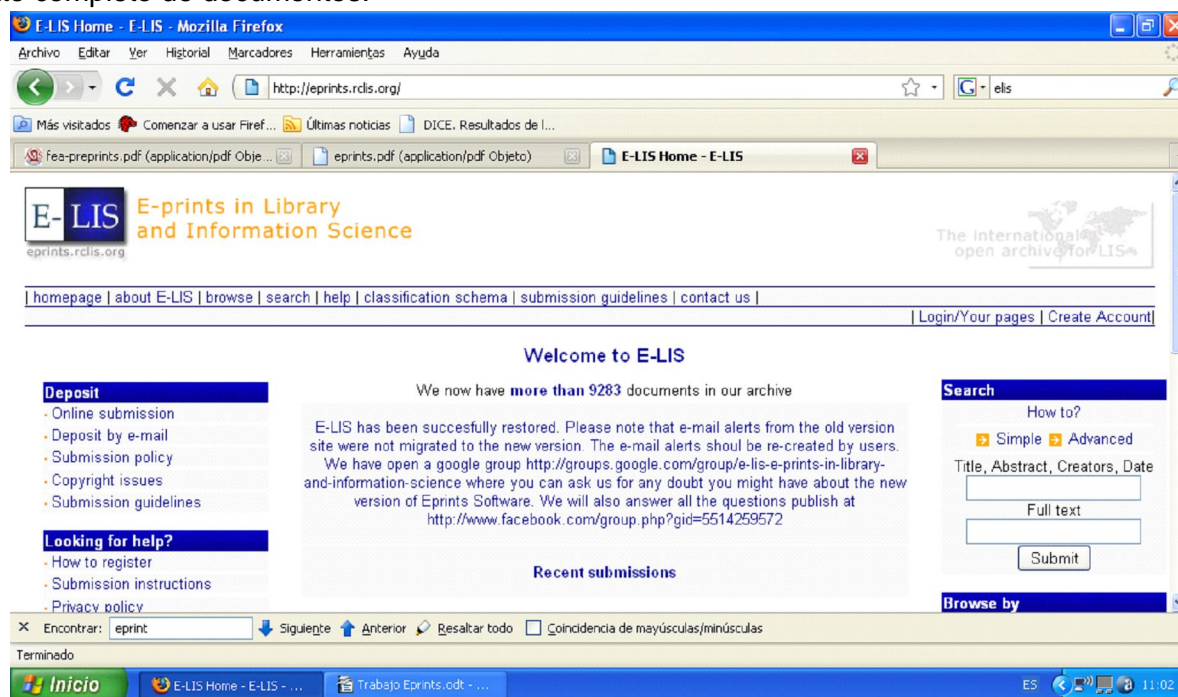 completo de documentos.
E-LIS Home - E-LIS - Mozilla Firefox
Archivo Editar Ver Historial Marcadores Herramientas Ayuda
http://eprints.rclis.org/
G elis
Más visitados Comenzar a usar Firef... Últimas noticias DICE. Resultados de l...
fea-preprints.pdf (application/pdf Obje... eprints.pdf (application/pdf Objeto) E-LIS Home - E-LIS
E-LIS
eprints.rclis.org
E-prints in Library
and Information Science
The international
open archive for LIS
| homepage | about E-LIS | browse | search | help | classification schema | submission guidelines | contact us |
| Login/Your pages | Create Account|
Welcome to E-LIS
We now have more than 9283 documents in our archive
E-LIS has been succesfully restored. Please note that e-mail alerts from the old version
site were not migrated to the new version. The e-mail alerts shoul be re-created by users.
We have open a google group http://groups.google.com/group/e-lis-e-prints-in-library-
and-information-science where you can ask us for any doubt you might have about the new
version of Eprints Software. We will also answer all the questions publish at
http://www.facebook.com/group.php?gid=5514259572
Recent submissions
Deposit
Online submission
Deposit by e-mail
Submission policy
Copyright issues
Submission guidelines
Looking for help?
How to register
Submission instructions
Privacy policy
Search
How to?
Simple Advanced
Title, Abstract, Creators, Date
Full text
Submit
Browse by
Encontrar: eprint Siguiente Anterior Resaltar todo Coincidencia de mayúsculas/minúsculas
Terminado
Inicio E-LIS Home - E-LIS - ... Trabajo Eprints.odt - ... ES 11:02